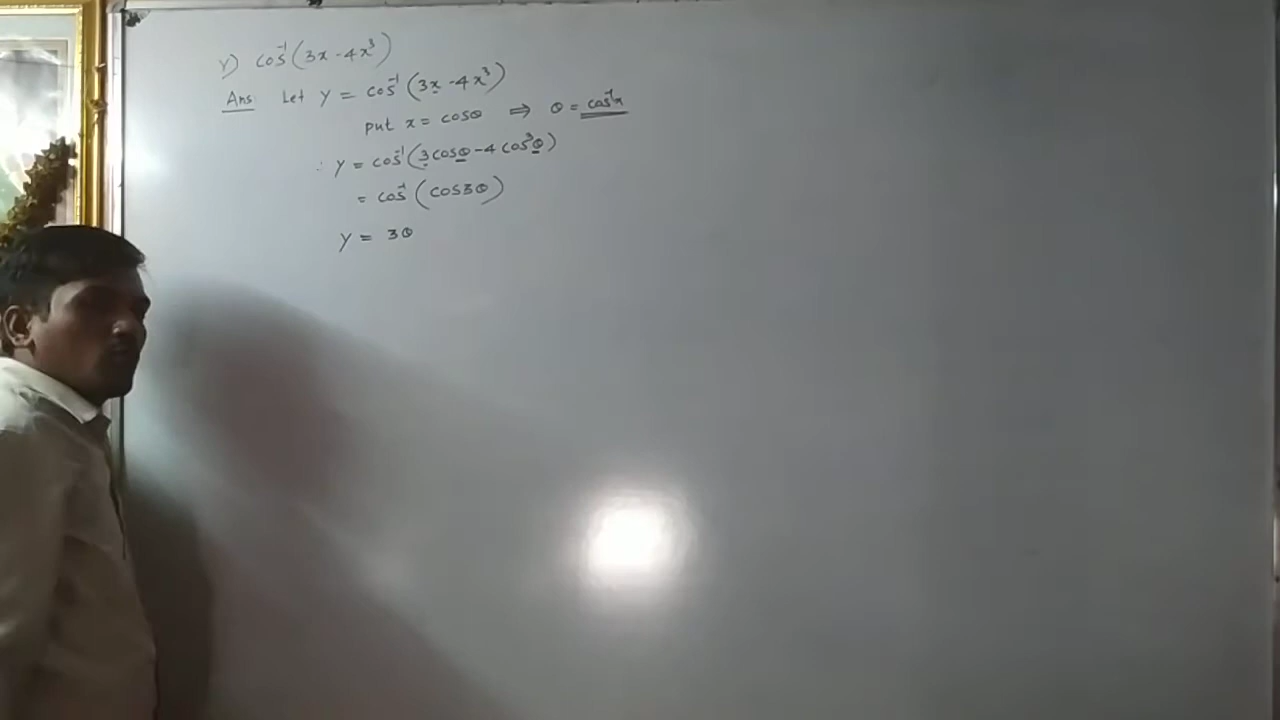 v) cos⁻¹(3x - 4x³)
Ans: Let y = cos⁻¹(3x - 4x³)
put x = cosθ ⇒ θ = cos⁻¹x
∴ y = cos⁻¹(3cosθ - 4cos³θ)
= cos⁻¹(cos3θ)
y = 3θ